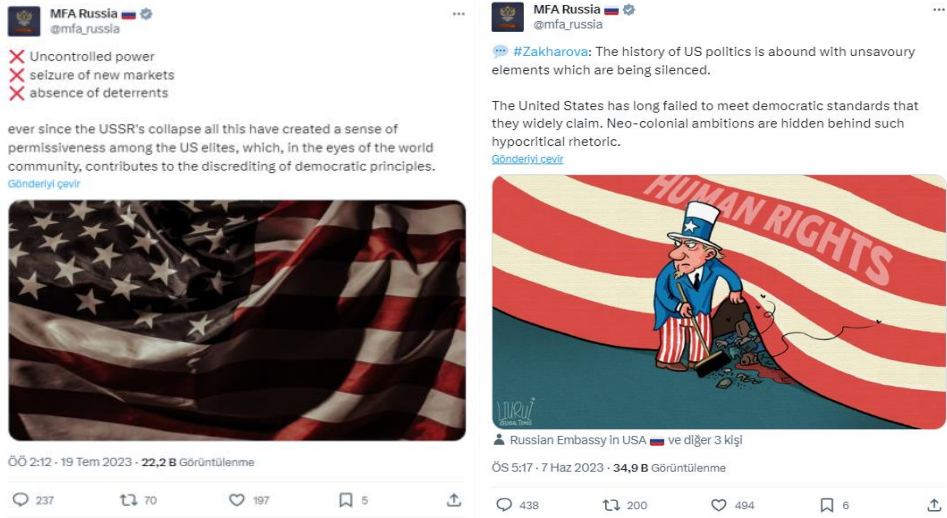 MFA Russia
@mfa_russia
Uncontrolled power
seizure of new markets
absence of deterrents
ever since the USSR's collapse all this have created a sense of
permissiveness among the US elites, which, in the eyes of the world
community, contributes to the discrediting of democratic principles.
Gönderiyi çevir
ÖÖ 2:12 · 19 Tem 2023 · 22,2 B Görüntülenme
237 70 197 5
MFA Russia
@mfa_russia
#Zakharova: The history of US politics is abound with unsavoury
elements which are being silenced.
The United States has long failed to meet democratic standards that
they widely claim. Neo-colonial ambitions are hidden behind such
hypocritical rhetoric.
Gönderiyi çevir
HUMAN RIGHTS
LIU RUI
GLOBAL TIMES
Russian Embassy in USA ve diğer 3 kişi
ÖS 5:17 · 7 Haz 2023 · 34,9 B Görüntülenme
438 200 494 6